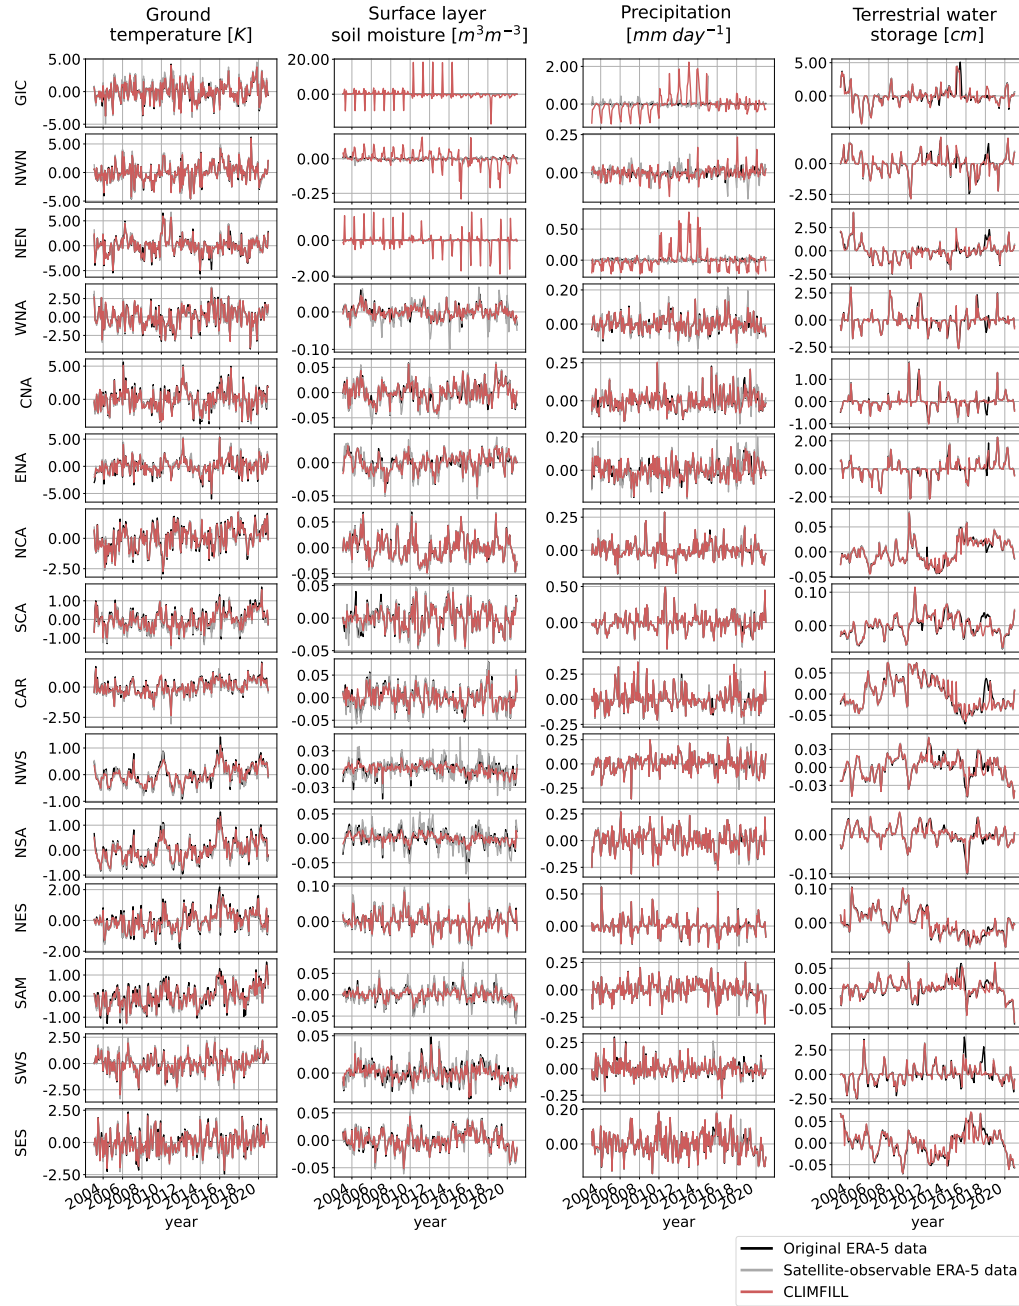 Ground temperature [K]
Surface layer soil moisture [m³m⁻³]
Precipitation [mm day⁻¹]
Terrestrial water storage [cm]
GIC
5.00 0.00 -5.00
20.00 0.00
2.00 0.00
5.00 0.00
NWN
5.00 0.00 -5.00
0.00 -0.25
0.25 0.00
0.00 -2.50
NEN
5.00 0.00 -5.00
0.00 -2.00
0.50 0.00
2.50 0.00 -2.50
WNA
2.50 0.00 -2.50
0.00 -0.10
0.20 0.00
2.50 0.00 -2.50
CNA
5.00 0.00
0.05 0.00 -0.05
0.25 0.00
1.00 0.00 -1.00
ENA
5.00 0.00 -5.00
0.00 -0.05
0.20 0.00
2.00 0.00 -2.00
NCA
0.00 -2.50
0.05 0.00 -0.05
0.25 0.00
0.05 0.00 -0.05
SCA
1.00 0.00 -1.00
0.05 0.00 -0.05
0.50 0.00
0.10 0.00
CAR
0.00 -2.50
0.05 0.00 -0.05
0.25 0.00 -0.25
0.05 0.00 -0.05
NWS
1.00 0.00 -1.00
0.03 0.00 -0.03
0.25 0.00 -0.25
0.03 0.00 -0.03
NSA
1.00 0.00 -1.00
0.05 0.00 -0.05
0.25 0.00 -0.25
0.00 -0.10
NES
2.00 0.00 -2.00
0.10 0.00
0.50 0.00
0.10 0.00
SAM
1.00 0.00 -1.00
0.05 0.00
0.25 0.00 -0.25
0.05 0.00 -0.05
SWS
2.50 0.00 -2.50
0.05 0.00 -0.05
0.25 0.00 -0.25
2.50 0.00 -2.50
SES
2.50 0.00 -2.50
0.05 0.00 -0.05
0.20 0.00
0.05 0.00 -0.05
2004 2006 2008 2010 2012 2014 2016 2018 2020
2004 2006 2008 2010 2012 2014 2016 2018 2020
2004 2006 2008 2010 2012 2014 2016 2018 2020
2004 2006 2008 2010 2012 2014 2016 2018 2020
year
year
year
year
Original ERA-5 data
Satellite-observable ERA-5 data
CLIMFILL